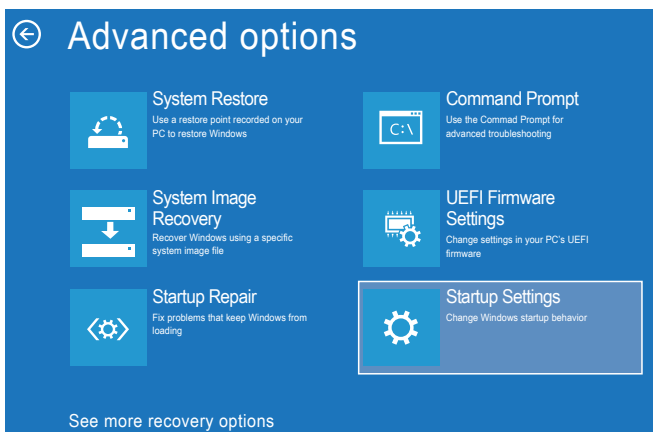 Advanced options
System Restore
Use a restore point recorded on your
PC to restore Windows
Command Prompt
Use the Commad Prompt for
advanced troubleshooting
C:\
System Image
Recovery
Recover Windows using a specific
system image file
UEFI Firmware
Settings
Change settings in your PC's UEFI
firmware
Startup Repair
Fix problems that keep Windows from
loading
Startup Settings
Change Windows startup behavior
See more recovery options